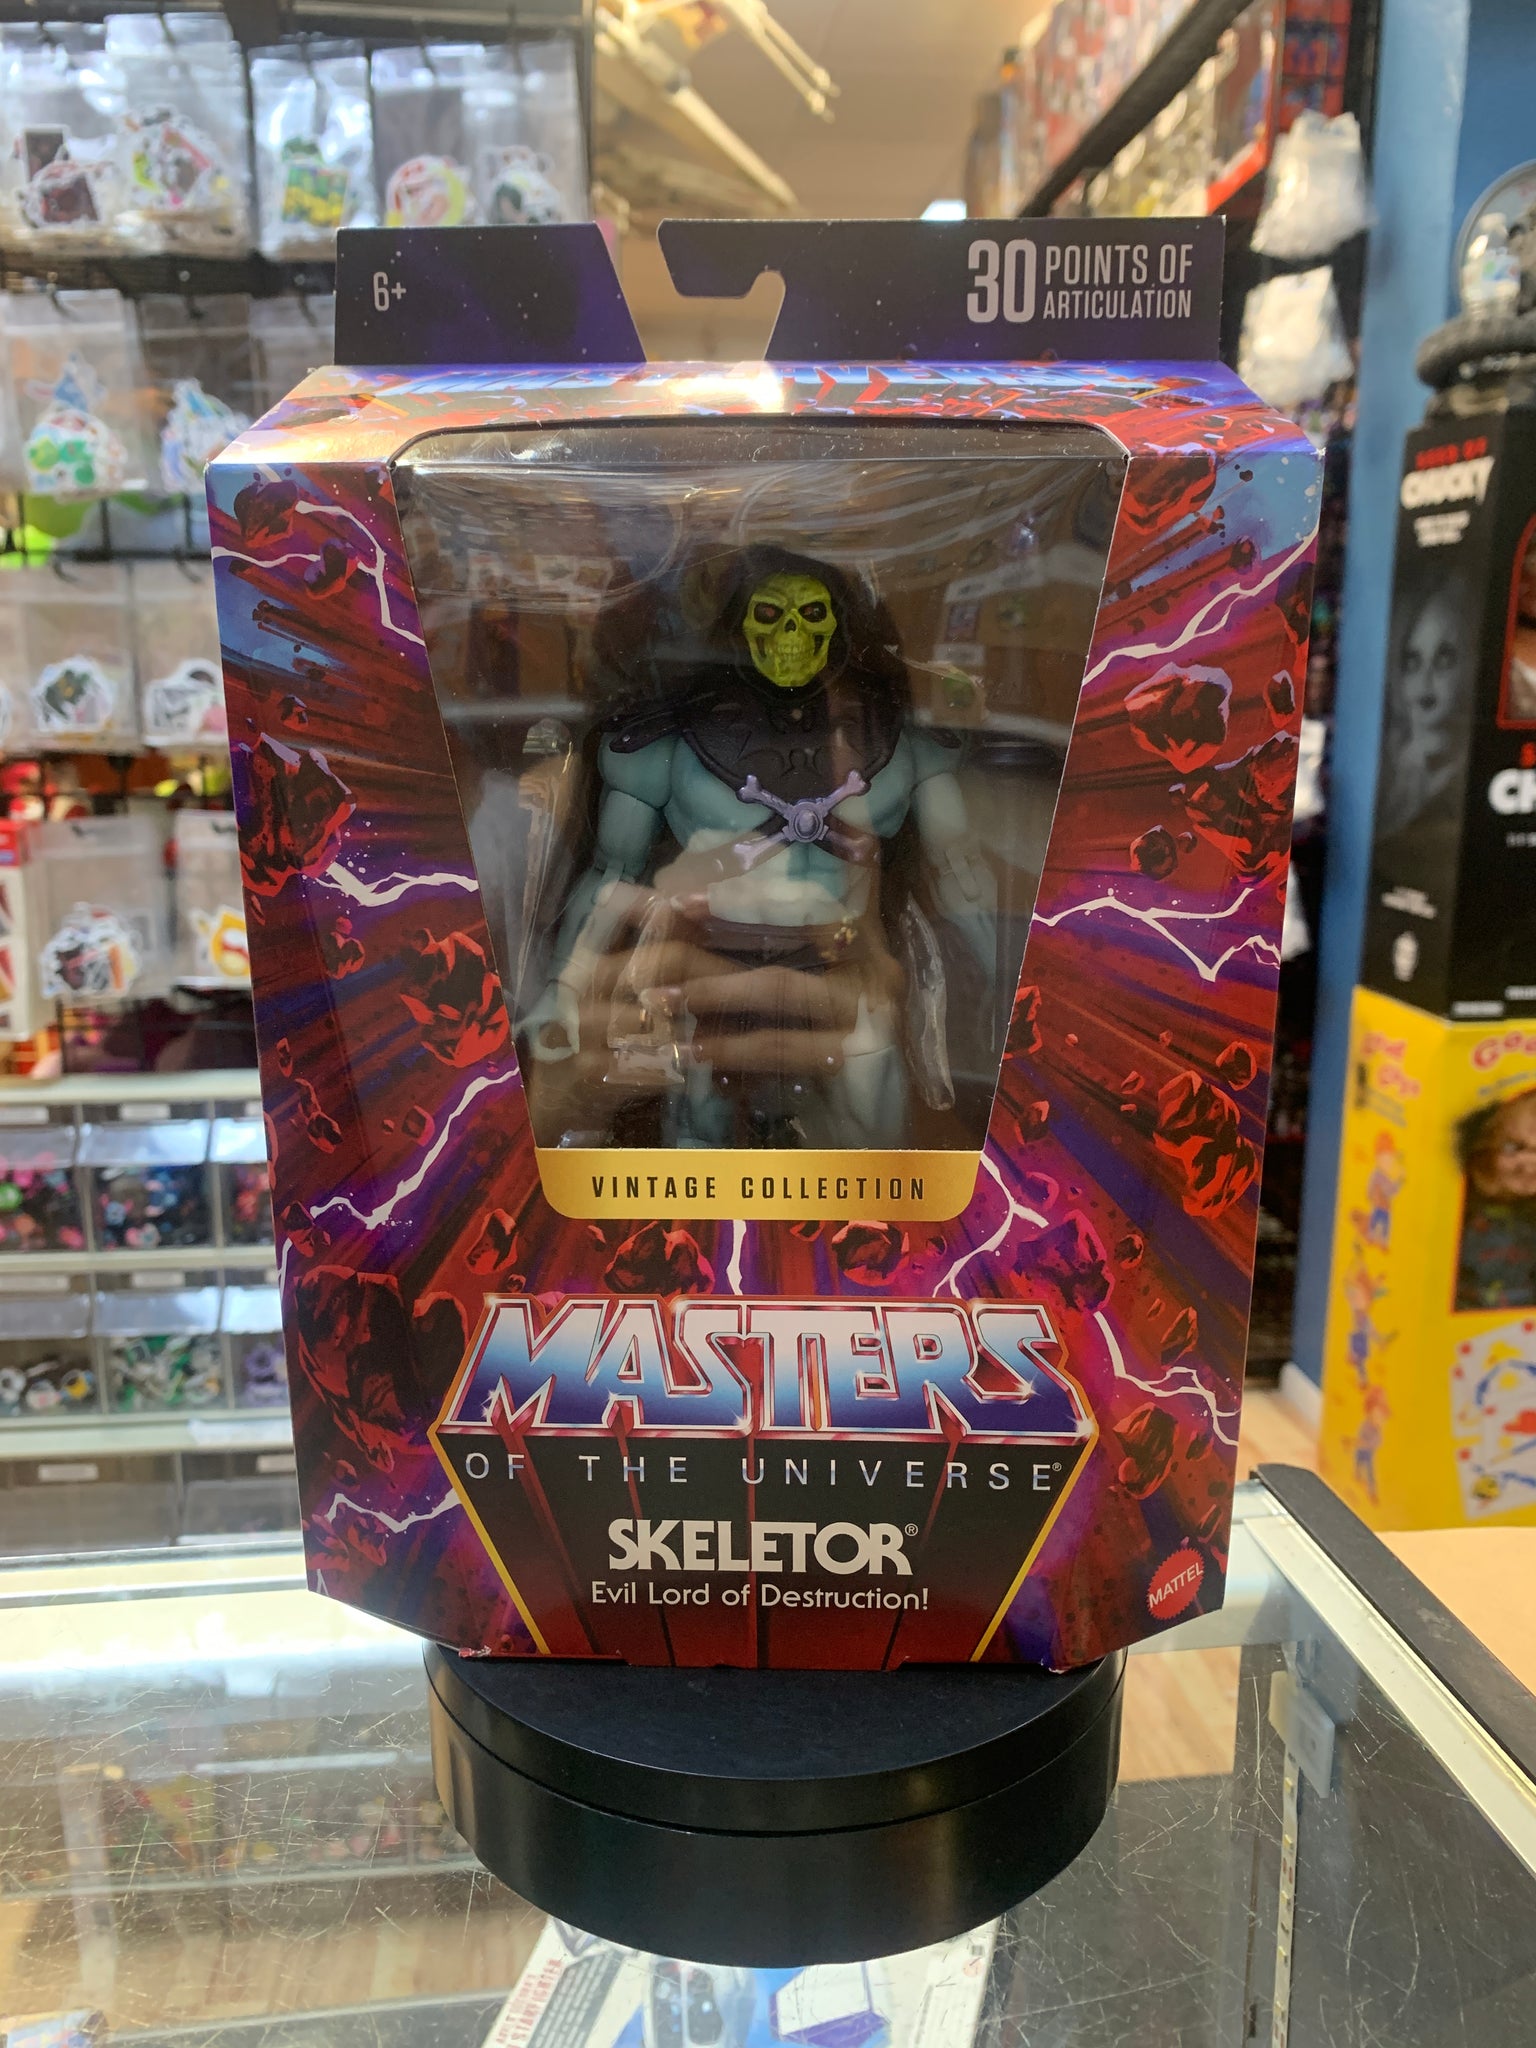 6+
30 POINTS OF
ARTICULATION
VINTAGE COLLECTION
MASTERS
OF THE UNIVERSE®
SKELETOR®
Evil Lord of Destruction!
MATTEL
CHUCKY